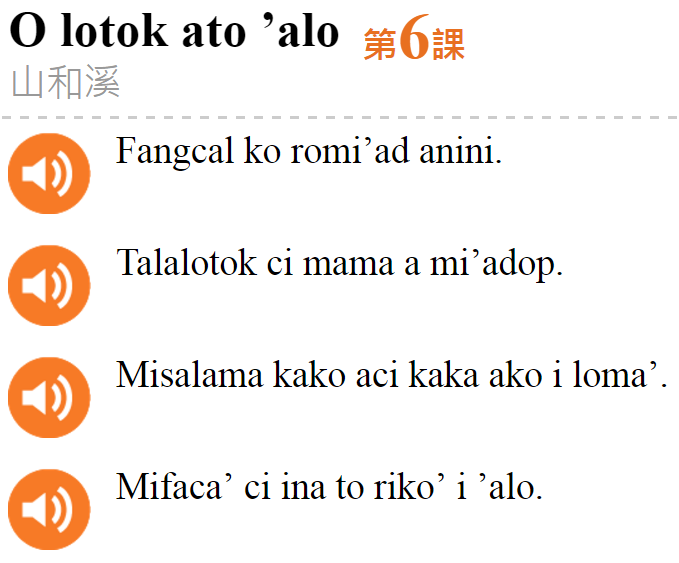 O lotok ato ’alo 第6課
山和溪
Fangcal ko romi’ad anini.
Talalotok ci mama a mi’adop.
Misalama kako aci kaka ako i loma’.
Mifaca’ ci ina to riko’ i ’alo.